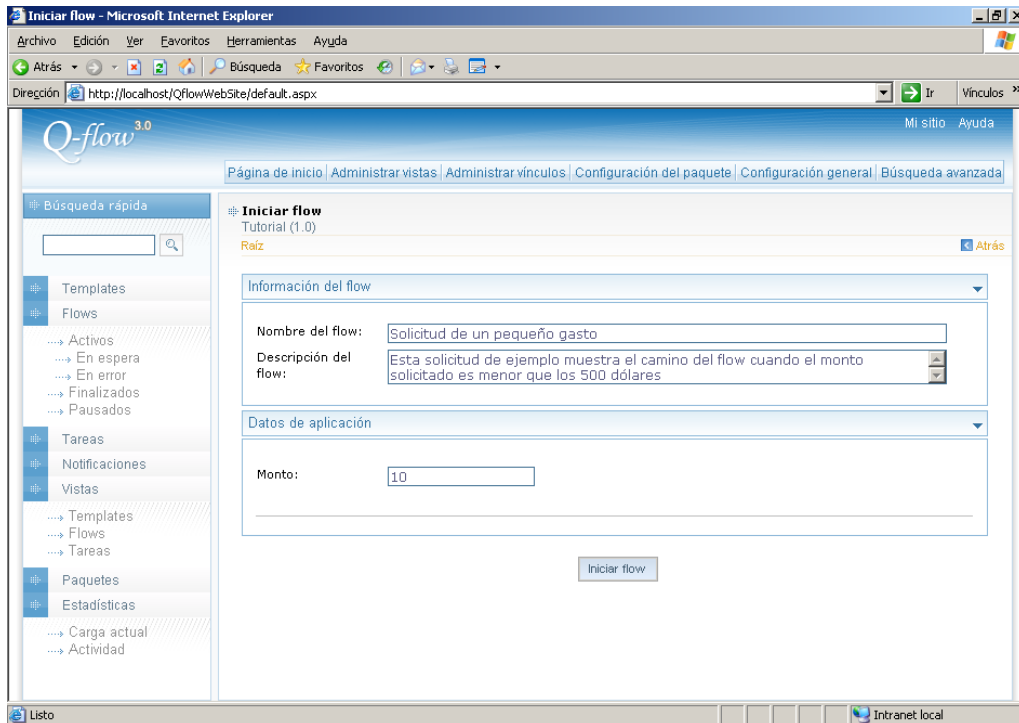 Iniciar flow - Microsoft Internet Explorer
Archivo Edición Ver Favoritos Herramientas Ayuda
Atrás Búsqueda Favoritos
Dirección http://localhost/QflowWebSite/default.aspx Ir Vínculos »
Q-flow 3.0
Mi sitio Ayuda
Página de inicio Administrar vistas Administrar vínculos Configuración del paquete Configuración general Búsqueda avanzada
Búsqueda rápida
Templates
Flows
Activos
En espera
En error
Finalizados
Pausados
Tareas
Notificaciones
Vistas
Templates
Flows
Tareas
Paquetes
Estadísticas
Carga actual
Actividad
Iniciar flow
Tutorial (1.0)
Raíz Atrás
Información del flow
Nombre del flow: Solicitud de un pequeño gasto
Descripción del flow: Esta solicitud de ejemplo muestra el camino del flow cuando el monto
solicitado es menor que los 500 dólares
Datos de aplicación
Monto: 10
Iniciar flow
Listo Intranet local